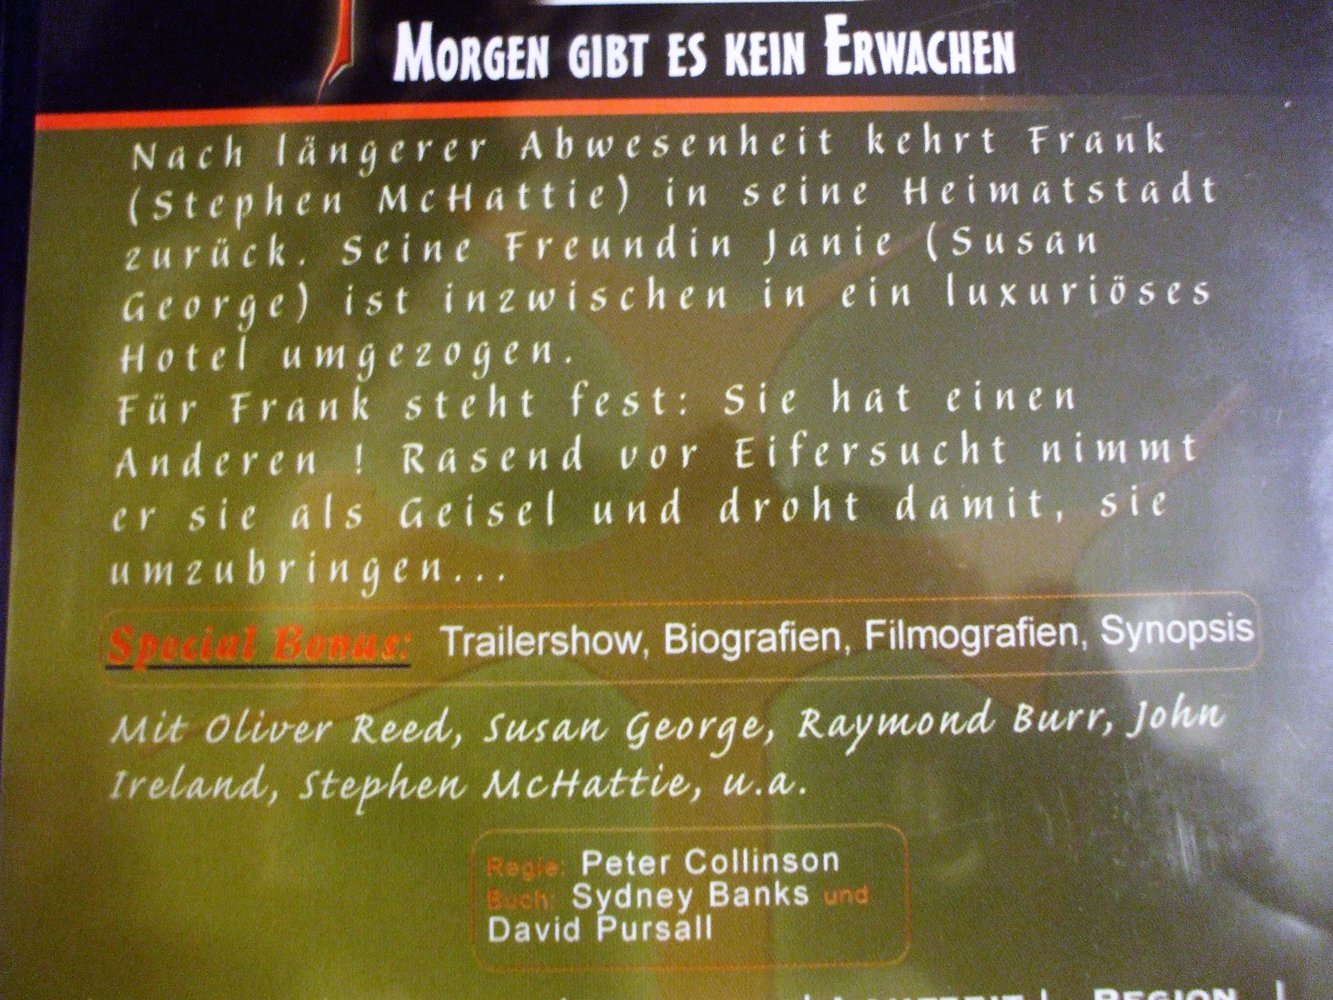 MORGEN GIBT ES KEIN ERWACHEN
Nach längerer Abwesenheit kehrt Frank
(Stephen McHattie) in seine Heimatstadt
zurück. Seine Freundin Janie (Susan
George) ist inzwischen in ein luxuriöses
Hotel umgezogen.
Für Frank steht fest: Sie hat einen
Anderen ! Rasend vor Eifersucht nimmt
er sie als Geisel und droht damit, sie
umzubringen...
Special Bonus: Trailershow, Biografien, Filmografien, Synopsis
Mit Oliver Reed, Susan George, Raymond Burr, John
Ireland, Stephen McHattie, u.a.
Regie: Peter Collinson
Buch: Sydney Banks und
David Pursall
REGION